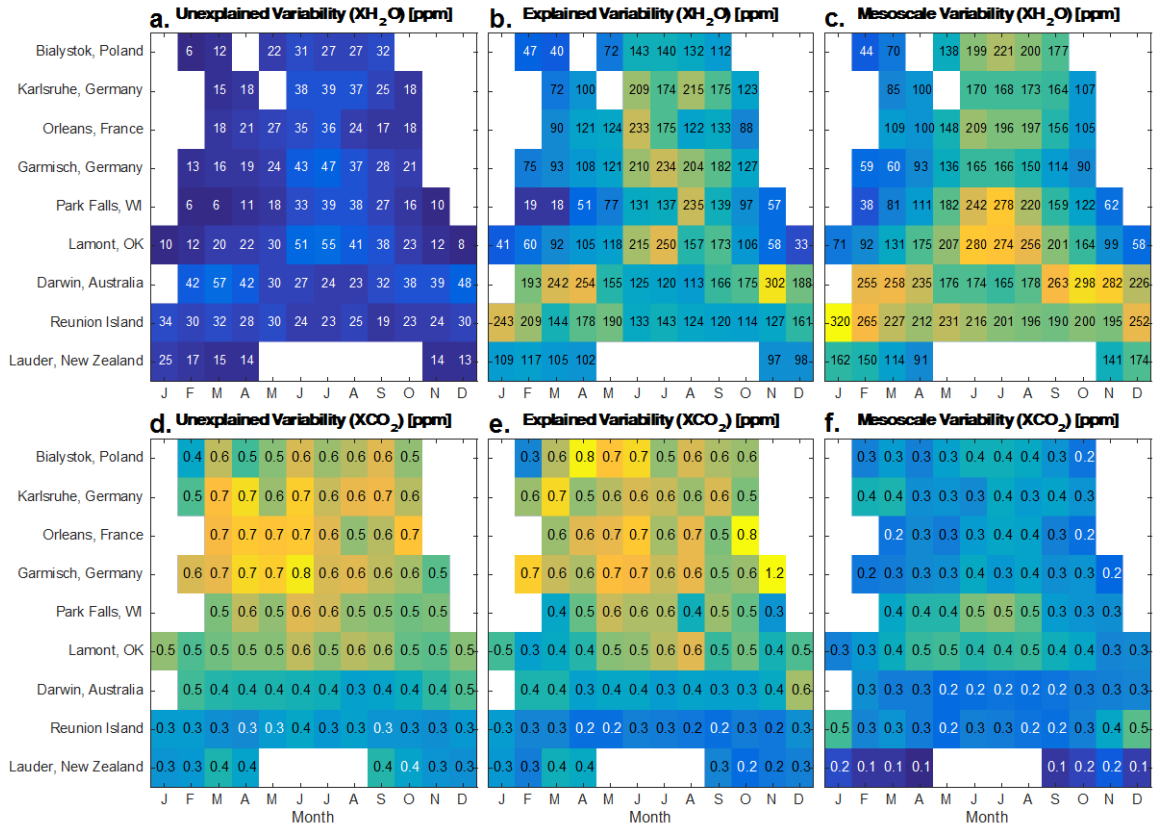 a. Unexplained Variability (XH₂O) [ppm] b. Explained Variability (XH₂O) [ppm] c. Mesoscale Variability (XH₂O) [ppm]
Bialystok, Poland 6 12 22 31 27 27 32 47 40 72 143 140 132 112 44 70 138 199 221 200 177
Karlsruhe, Germany 15 18 38 39 37 25 18 72 100 209 174 215 175 123 85 100 170 168 173 164 107
Orleans, France 18 21 27 35 36 24 17 18 90 121 124 233 175 122 133 88 109 100 148 209 196 197 156 105
Garmisch, Germany 13 16 19 24 43 47 37 28 21 75 93 108 121 210 234 204 182 127 59 60 93 136 165 166 150 114 90
Park Falls, WI 6 6 11 18 33 39 38 27 16 10 19 18 51 77 131 137 235 139 97 57 38 81 111 182 242 278 220 159 122 62
Lamont, OK 10 12 20 22 30 51 55 41 38 23 12 8 41 60 92 105 118 215 250 157 173 106 58 33 71 92 131 175 207 280 274 256 201 164 99 58
Darwin, Australia 42 57 42 30 27 24 23 32 38 39 48 193 242 254 155 125 120 113 166 175 302 188 255 258 235 176 174 165 178 263 298 282 226
Reunion Island 34 30 32 28 30 24 23 25 19 23 24 30 243 209 144 178 190 133 143 124 120 114 127 161 320 265 227 212 231 216 201 196 190 200 195 252
Lauder, New Zealand 25 17 15 14 14 13 109 117 105 102 97 98 162 150 114 91 141 174
J F M A M J J A S O N D J F M A M J J A S O N D J F M A M J J A S O N D
d. Unexplained Variability (XCO₂) [ppm] e. Explained Variability (XCO₂) [ppm] f. Mesoscale Variability (XCO₂) [ppm]
Bialystok, Poland 0.4 0.6 0.5 0.5 0.6 0.6 0.6 0.6 0.5 0.3 0.6 0.8 0.7 0.7 0.5 0.6 0.6 0.5 0.3 0.3 0.3 0.3 0.4 0.4 0.4 0.3 0.2
Karlsruhe, Germany 0.5 0.7 0.7 0.6 0.7 0.6 0.6 0.7 0.6 0.6 0.7 0.5 0.6 0.6 0.6 0.6 0.6 0.5 0.4 0.4 0.3 0.3 0.3 0.4 0.4 0.3 0.3
Orleans, France 0.7 0.7 0.7 0.7 0.6 0.5 0.6 0.7 0.5 0.6 0.7 0.7 0.6 0.7 0.5 0.8 0.2 0.3 0.3 0.3 0.4 0.4 0.3 0.2
Garmisch, Germany 0.6 0.6 0.7 0.7 0.8 0.6 0.6 0.6 0.6 0.5 0.7 0.6 0.6 0.7 0.7 0.6 0.6 0.5 0.6 1.2 0.2 0.3 0.3 0.3 0.4 0.3 0.4 0.3 0.3 0.2
Park Falls, WI 0.5 0.6 0.5 0.6 0.6 0.5 0.5 0.5 0.5 0.4 0.5 0.6 0.6 0.6 0.4 0.6 0.5 0.3 0.4 0.4 0.4 0.5 0.5 0.5 0.3 0.3 0.3
Lamont, OK 0.5 0.5 0.5 0.5 0.5 0.6 0.5 0.6 0.6 0.5 0.5 0.5 0.5 0.3 0.4 0.4 0.5 0.5 0.6 0.6 0.5 0.5 0.4 0.5 0.3 0.3 0.4 0.5 0.5 0.4 0.4 0.4 0.4 0.4 0.3 0.3
Darwin, Australia 0.5 0.4 0.4 0.4 0.4 0.3 0.4 0.4 0.4 0.5 0.4 0.4 0.3 0.4 0.3 0.3 0.3 0.3 0.4 0.6 0.3 0.3 0.3 0.2 0.2 0.2 0.2 0.2 0.3 0.3 0.3
Reunion Island 0.3 0.3 0.3 0.3 0.3 0.4 0.3 0.3 0.3 0.3 0.3 0.3 0.3 0.3 0.3 0.2 0.2 0.3 0.3 0.2 0.2 0.3 0.2 0.3 0.5 0.3 0.3 0.3 0.2 0.3 0.3 0.2 0.2 0.3 0.4 0.5
Lauder, New Zealand 0.3 0.3 0.4 0.4 0.4 0.4 0.3 0.3 0.3 0.3 0.4 0.4 0.3 0.2 0.2 0.3 0.2 0.1 0.1 0.1 0.1 0.2 0.2 0.1
J F M A M J J A S O N D J F M A M J J A S O N D J F M A M J J A S O N D
Month Month Month